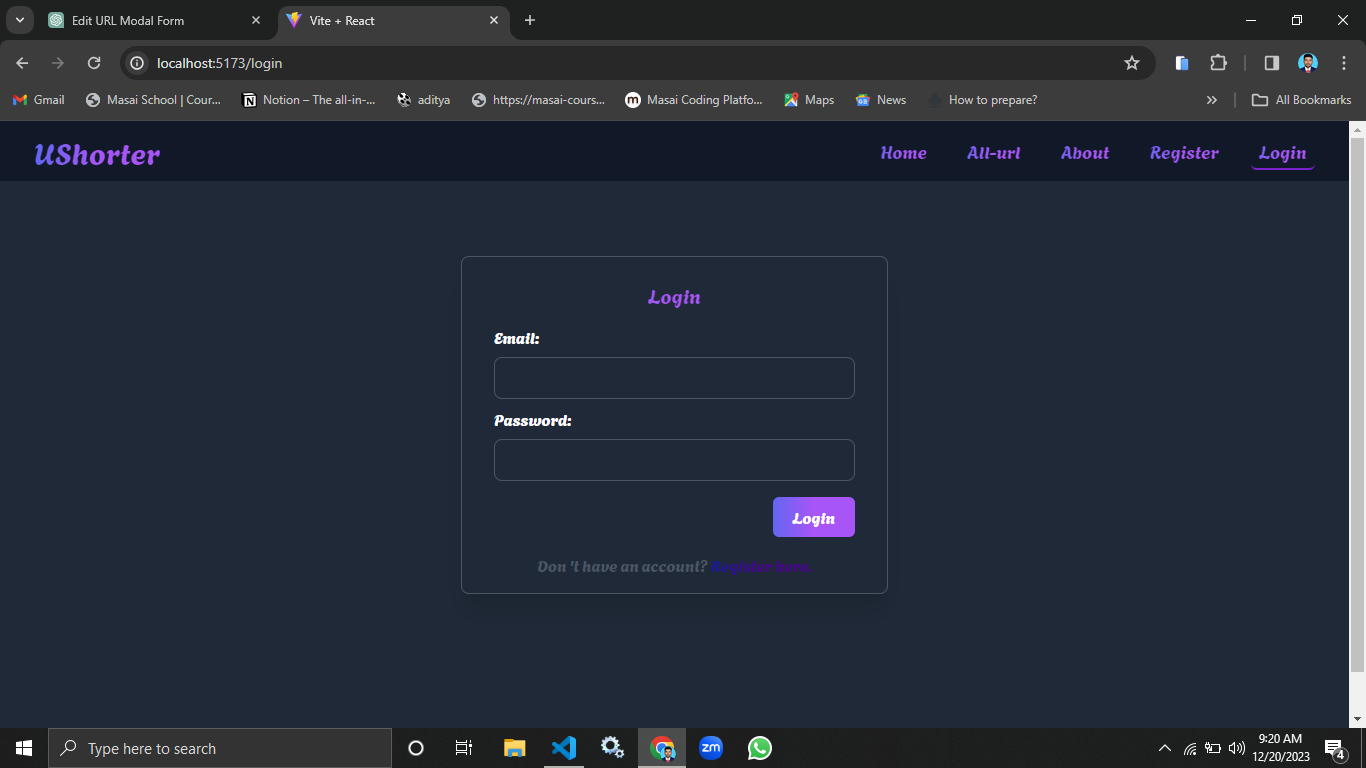 Edit URL Modal Form
Vite + React
localhost:5173/login
Gmail
Masai School | Cour...
Notion – The all-in-...
aditya
https://masai-cours...
Masai Coding Platfo...
Maps
News
How to prepare?
All Bookmarks
UShorter
Home
All-url
About
Register
Login
Login
Email:
Password:
Login
Don't have an account? Register here.
Type here to search
zm
9:20 AM
12/20/2023
4